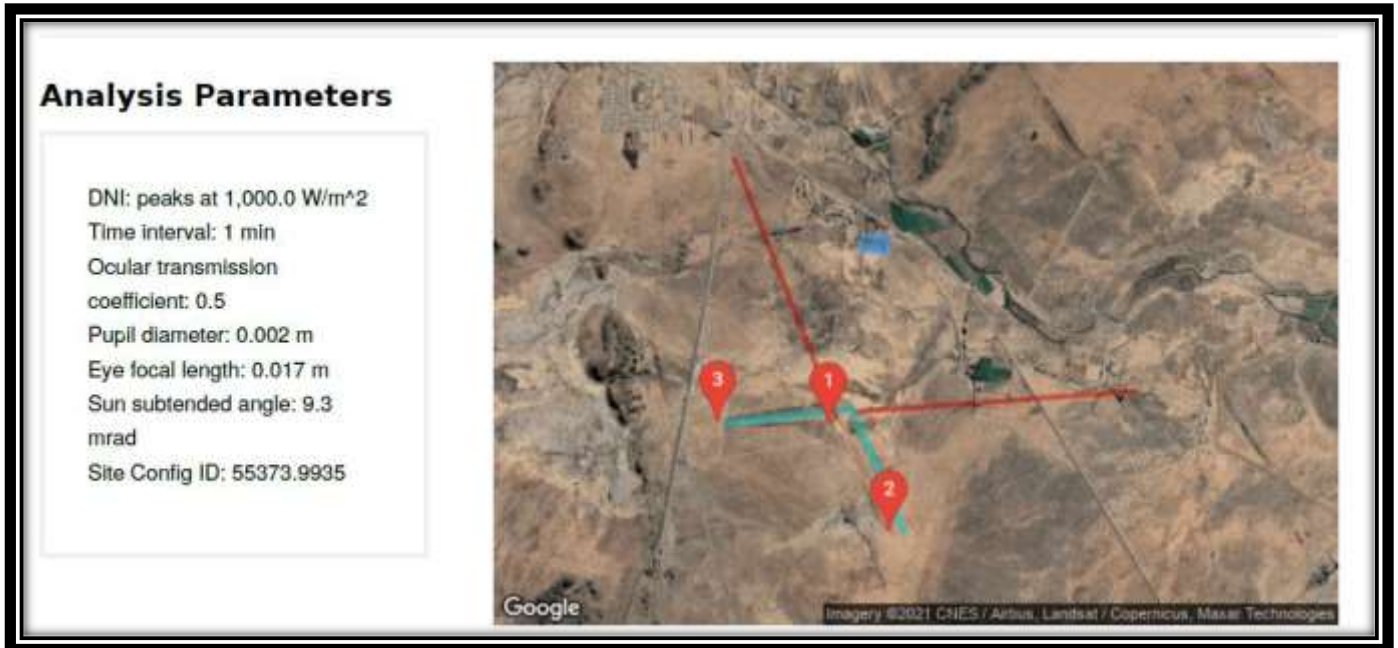 Analysis Parameters
DNI: peaks at 1,000.0 W/m^2
Time interval: 1 min
Ocular transmission
coefficient: 0.5
Pupil diameter: 0.002 m
Eye focal length: 0.017 m
Sun subtended angle: 9.3
mrad
Site Config ID: 55373.9935
3
1
2
Google
Imagery ©2021 CNES / Airbus, Landsat / Copernicus, Maxar Technologies